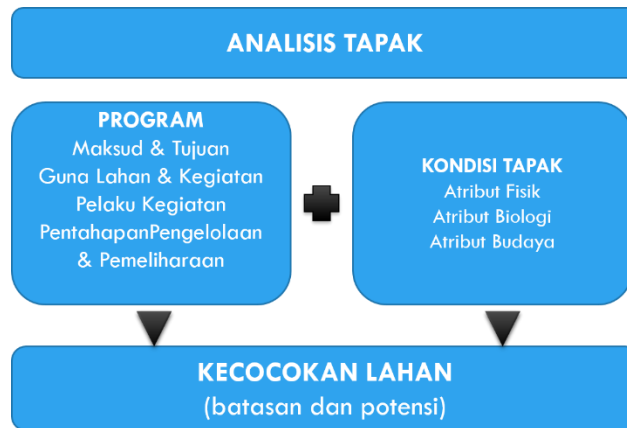 ANALISIS TAPAK
PROGRAM
Maksud & Tujuan
Guna Lahan & Kegiatan
Pelaku Kegiatan
PentahapanPengelolaan
& Pemeliharaan
KONDISI TAPAK
Atribut Fisik
Atribut Biologi
Atribut Budaya
KECOCOKAN LAHAN
(batasan dan potensi)